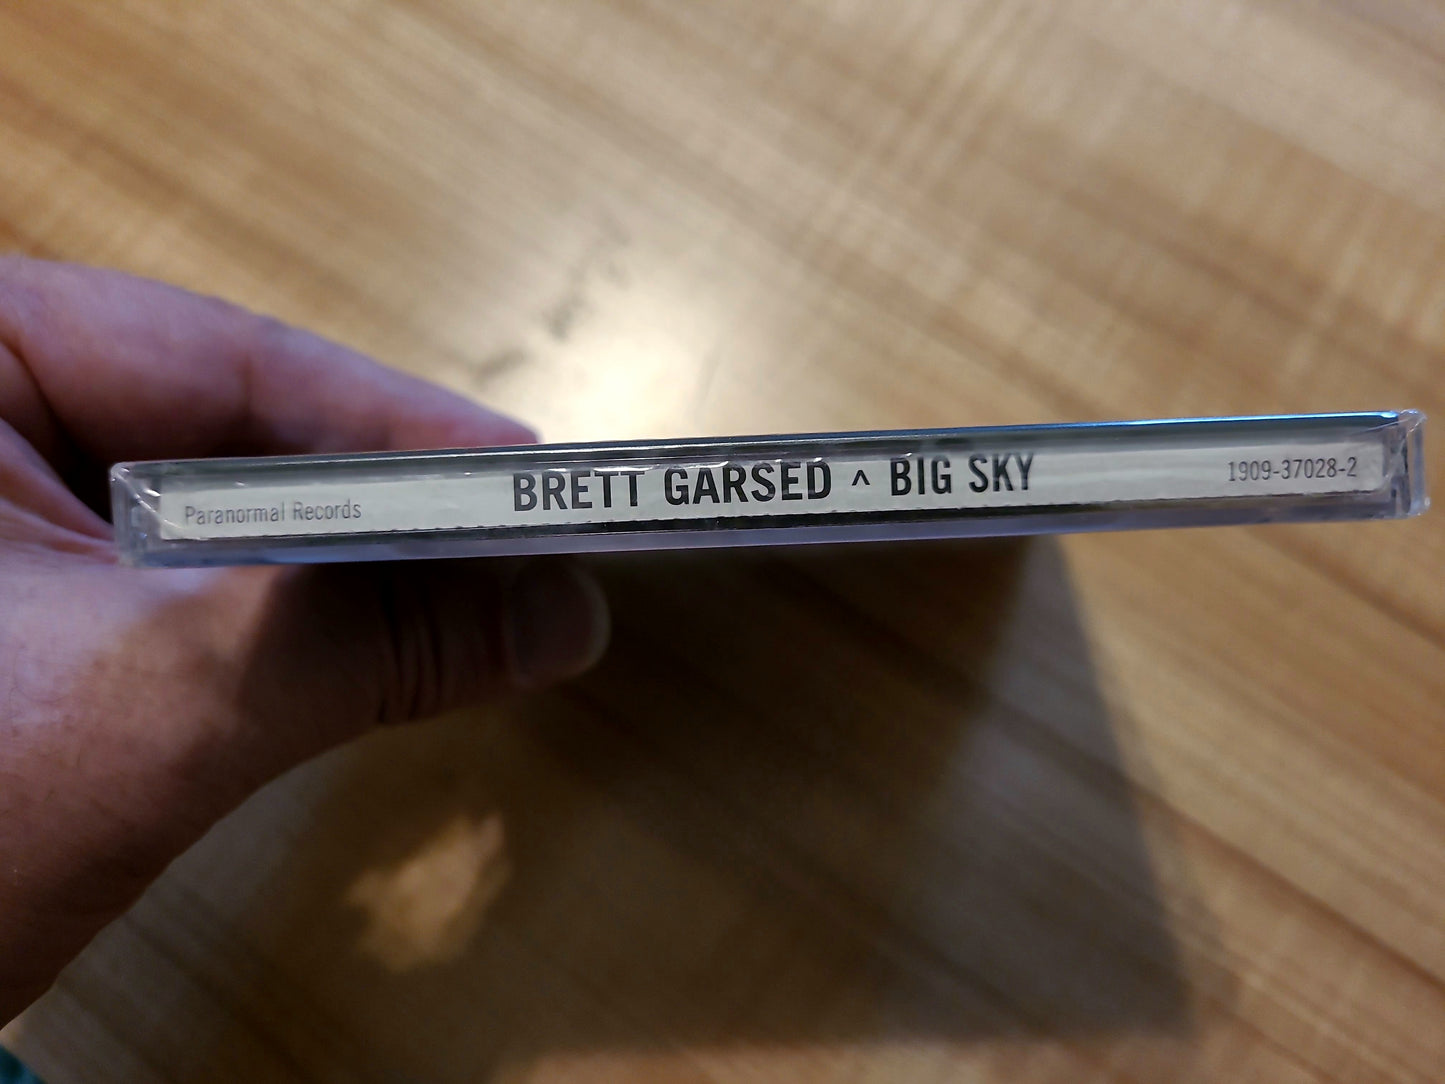 Paranormal Records BRETT GARSED ^ BIG SKY 1909-37028-2